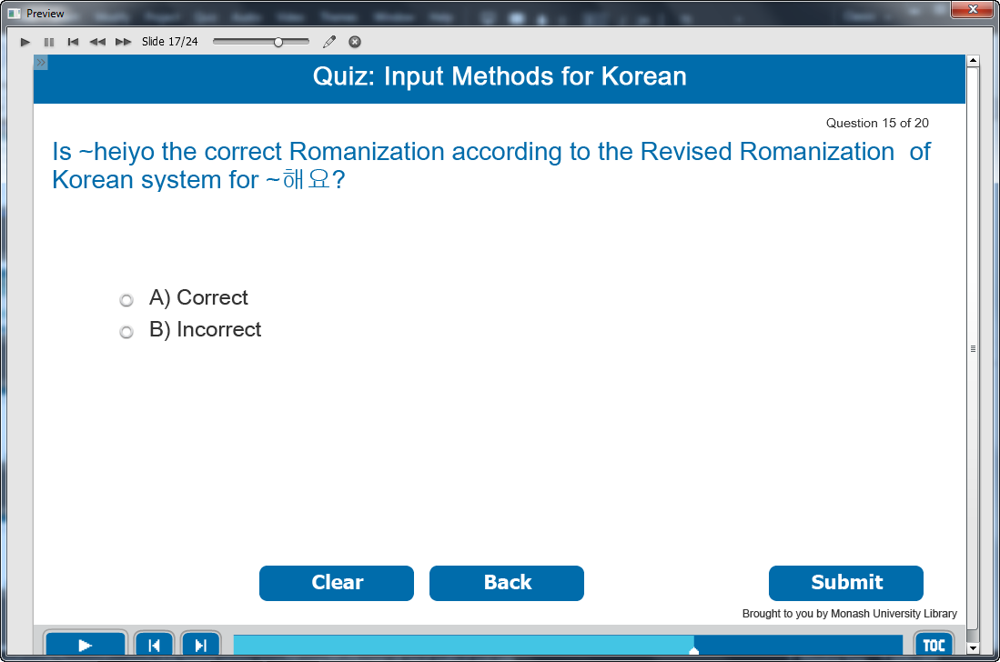 Preview
Slide 17/24
Quiz: Input Methods for Korean
Question 15 of 20
Is ~heiyo the correct Romanization according to the Revised Romanization  of
Korean system for ~해요?
A) Correct
B) Incorrect
Clear
Back
Submit
Brought to you by Monash University Library
TOC